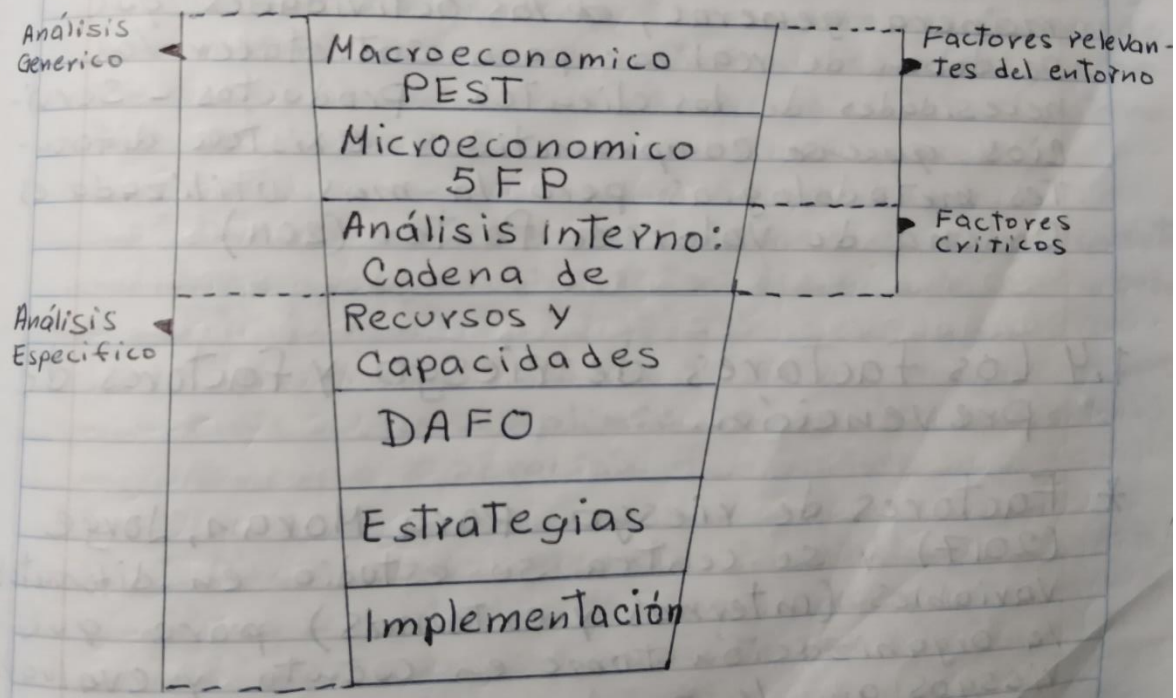 Análisis
Generico
Macroeconomico
PEST
Factores relevan-
tes del entorno
Microeconomico
5 F P
Análisis interno:
Cadena de
Factores
Criticos
Análisis
Especifico
Recursos y
Capacidades
DAFO
Estrategias
Implementación